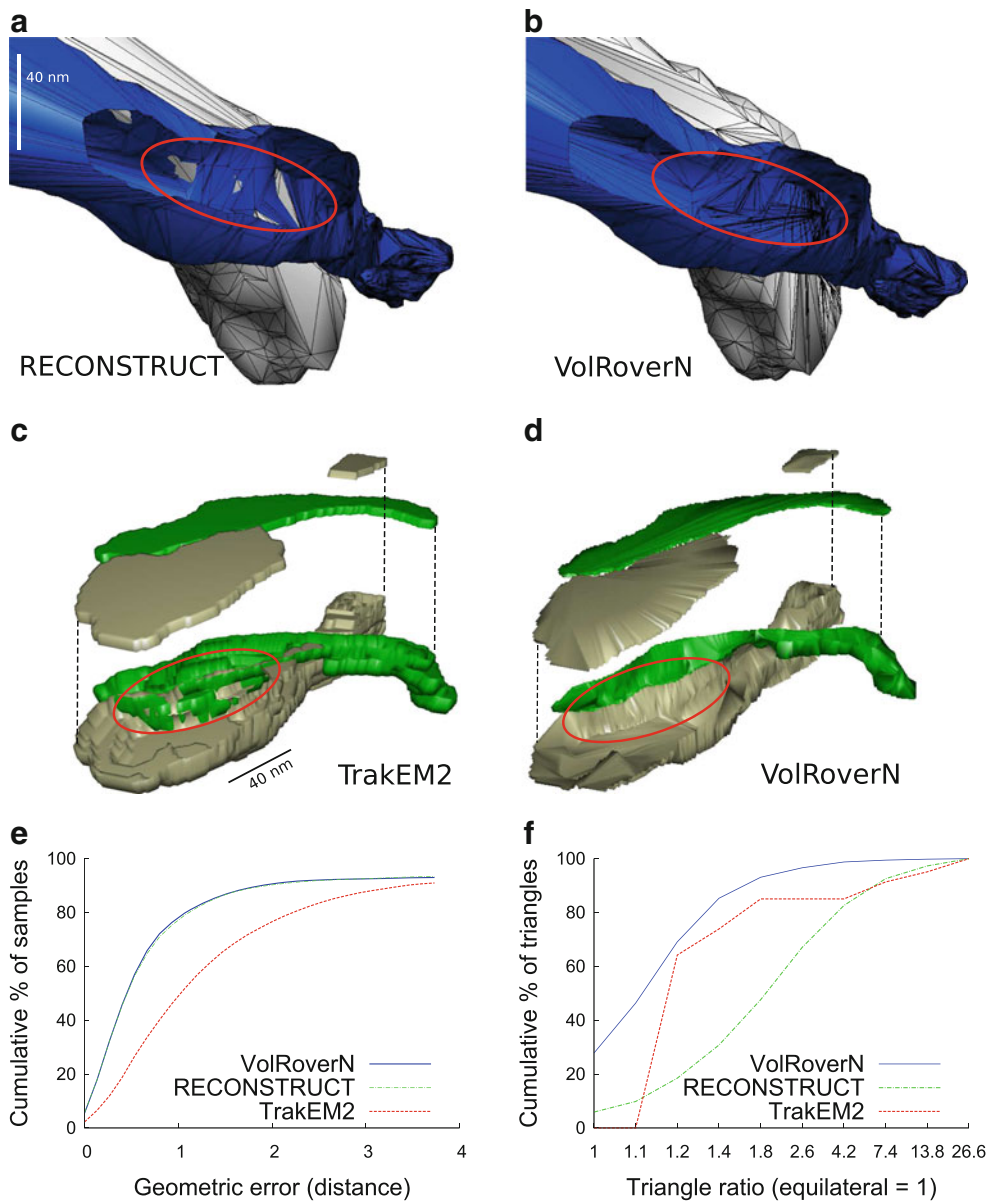 a
b
40 nm
RECONSTRUCT
VolRoverN
c
d
40 nm
TrakEM2
VolRoverN
e
f
100
80
60
40
20
0
Cumulative % of samples
VolRoverN
RECONSTRUCT
TrakEM2
0
1
2
3
4
Geometric error (distance)
100
80
60
40
20
0
Cumulative % of triangles
VolRoverN
RECONSTRUCT
TrakEM2
1
1.1
1.2
1.4
1.8
2.6
4.2
7.4
13.8
26.6
Triangle ratio (equilateral = 1)